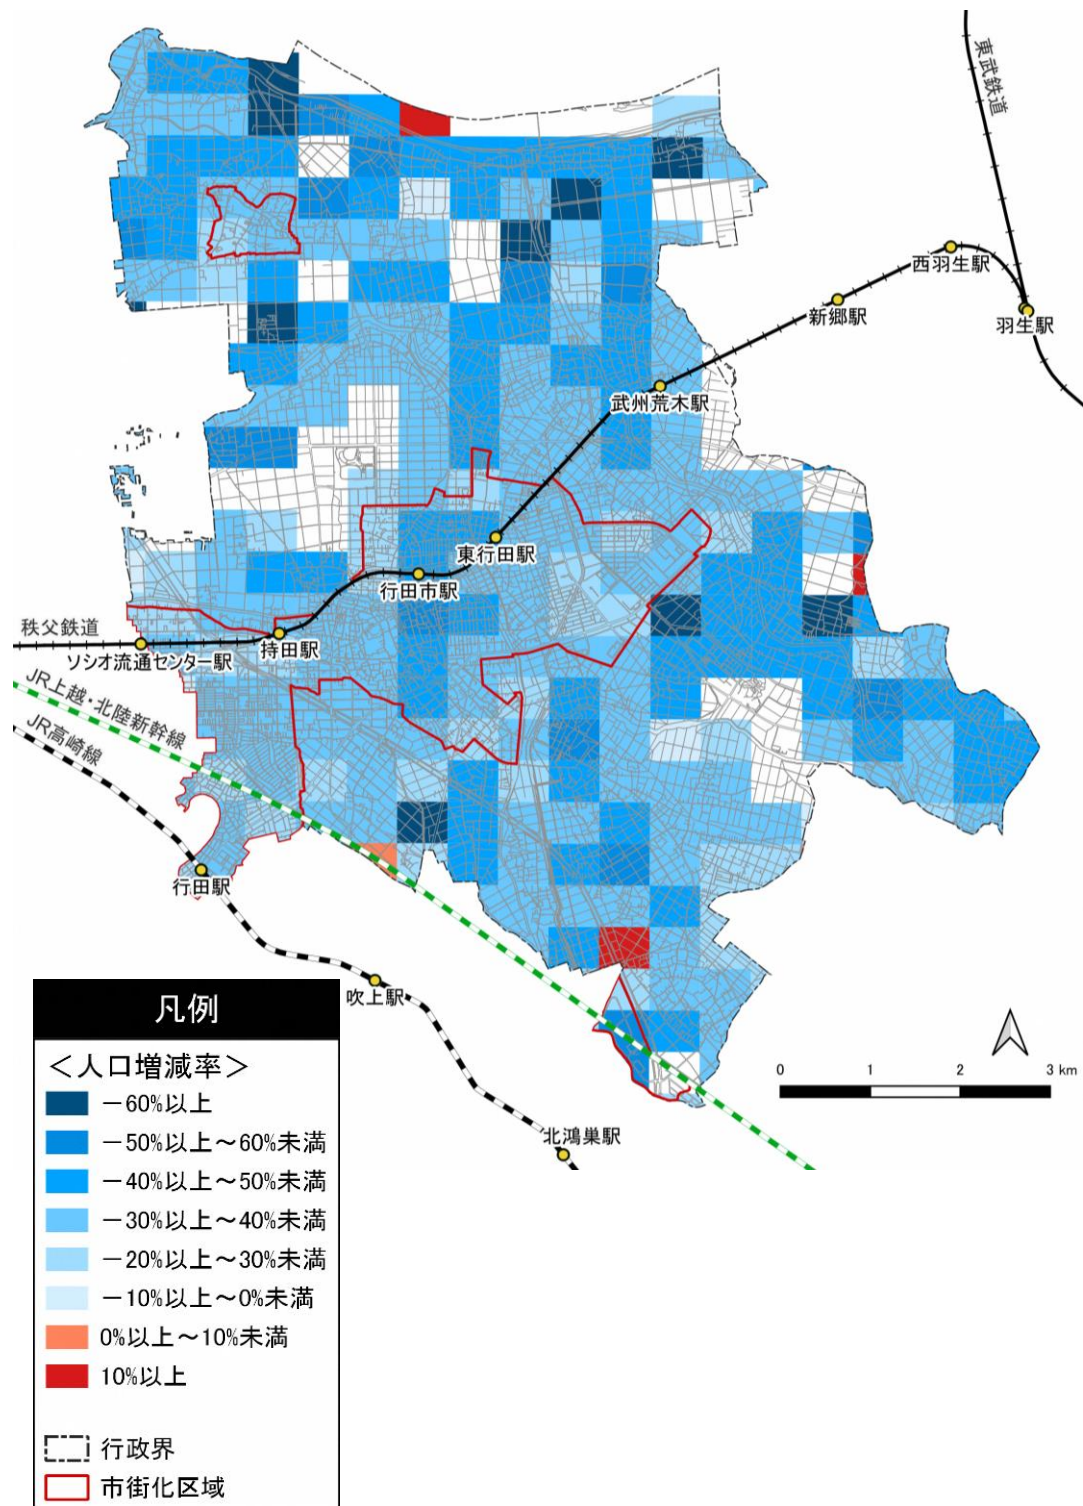 東武鉄道
西羽生駅
新郷駅
羽生駅
武州荒木駅
東行田駅
行田市駅
秩父鉄道
持田駅
ソシオ流通センター駅
JR上越・北陸新幹線
JR高崎線
行田駅
吹上駅
北鴻巣駅
0 1 2 3 km
凡例
＜人口増減率＞
－60%以上
－50%以上～60%未満
－40%以上～50%未満
－30%以上～40%未満
－20%以上～30%未満
－10%以上～0%未満
0%以上～10%未満
10%以上
行政界
市街化区域